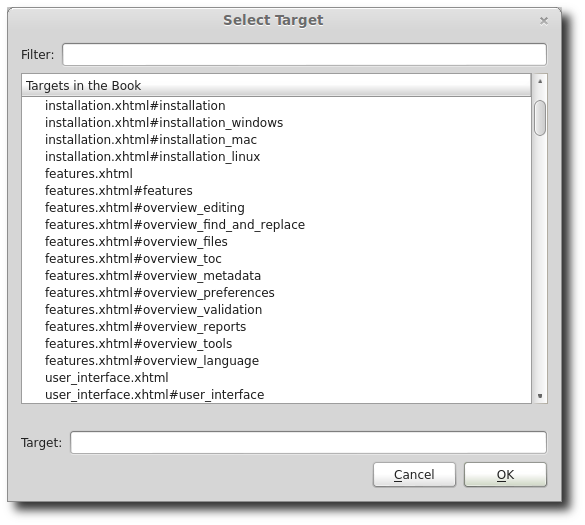 Select Target
Filter:
Targets in the Book
installation.xhtml#installation
installation.xhtml#installation_windows
installation.xhtml#installation_mac
installation.xhtml#installation_linux
features.xhtml
features.xhtml#features
features.xhtml#overview_editing
features.xhtml#overview_find_and_replace
features.xhtml#overview_files
features.xhtml#overview_toc
features.xhtml#overview_metadata
features.xhtml#overview_preferences
features.xhtml#overview_validation
features.xhtml#overview_reports
features.xhtml#overview_tools
features.xhtml#overview_language
user_interface.xhtml
user_interface.xhtml#user_interface
Target:
Cancel OK